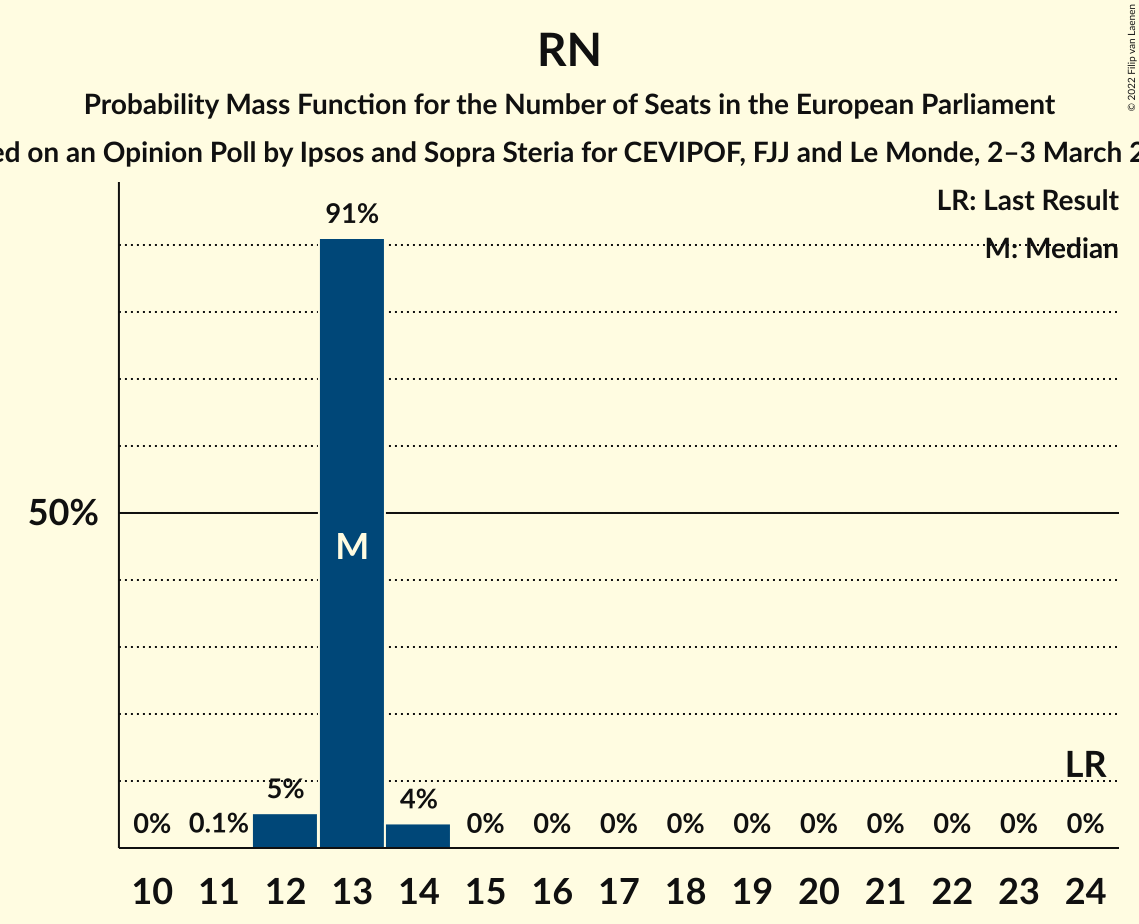 RN
Probability Mass Function for the Number of Seats in the European Parliament
ed on an Opinion Poll by Ipsos and Sopra Steria for CEVIPOF, FJJ and Le Monde, 2–3 March 2
© 2022 Filip van Laenen
LR: Last Result
M: Median
91%
50%
M
LR
0% 0.1% 5% 4% 0% 0% 0% 0% 0% 0% 0% 0% 0% 0%
10 11 12 13 14 15 16 17 18 19 20 21 22 23 24